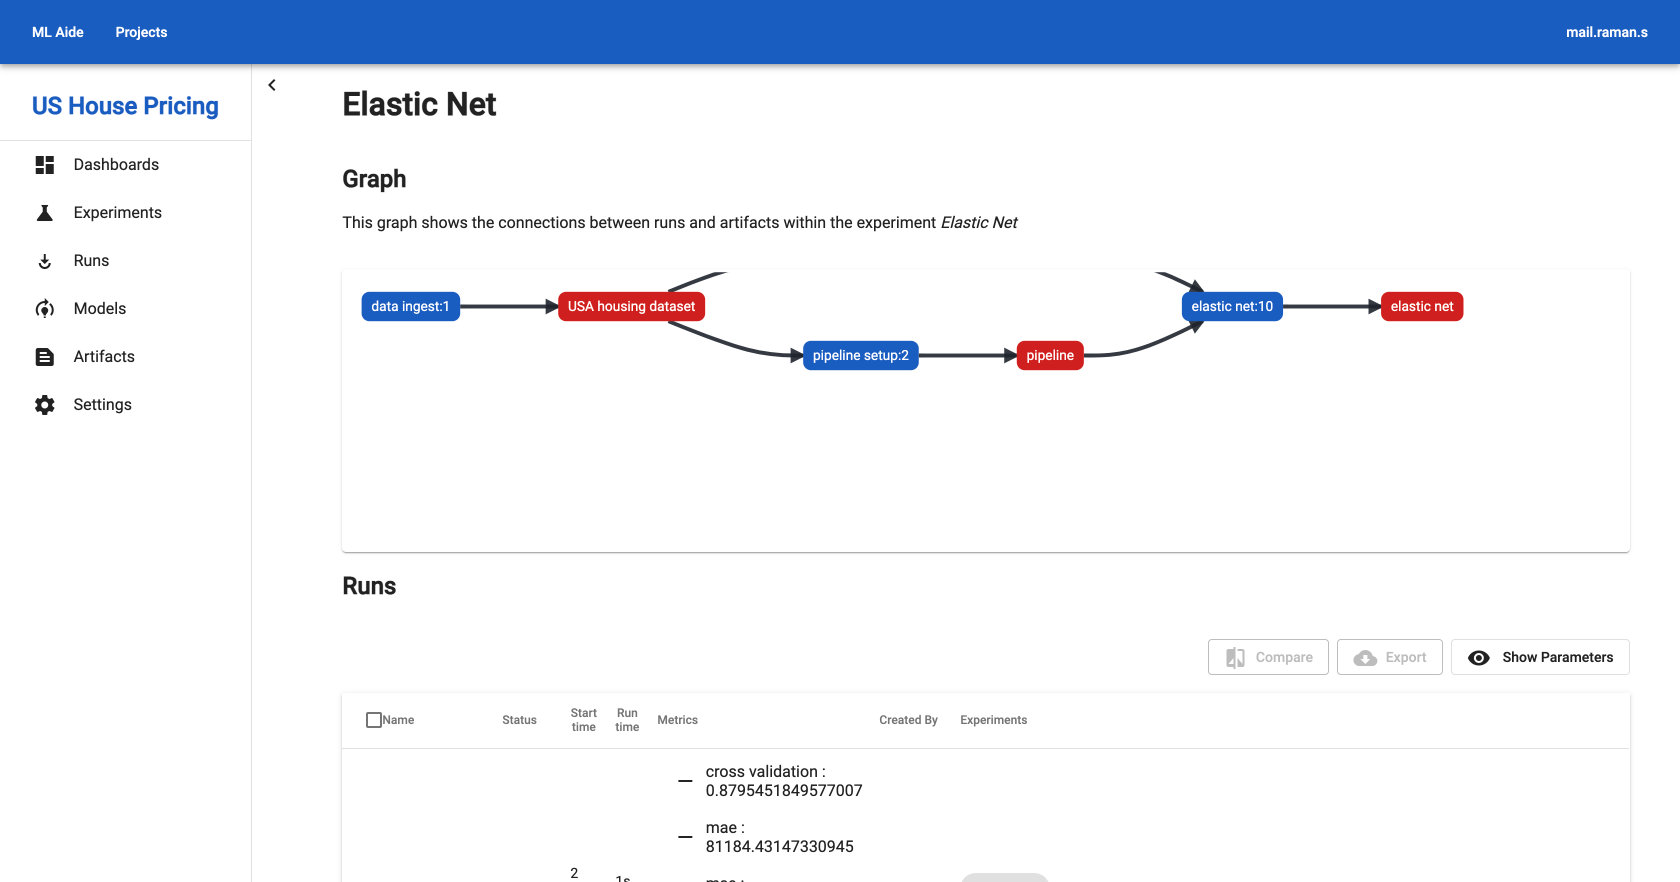 ML Aide
Projects
mail.raman.s
US House Pricing
Dashboards
Experiments
Runs
Models
Artifacts
Settings
Elastic Net
Graph
This graph shows the connections between runs and artifacts within the experiment Elastic Net
data ingest:1
USA housing dataset
elastic net:10
elastic net
pipeline setup:2
pipeline
Runs
Compare
Export
Show Parameters
Name
Status
Start
time
Run
time
Metrics
Created By
Experiments
cross validation :
0.8795451849577007
mae :
81184.43147330945
2
1s